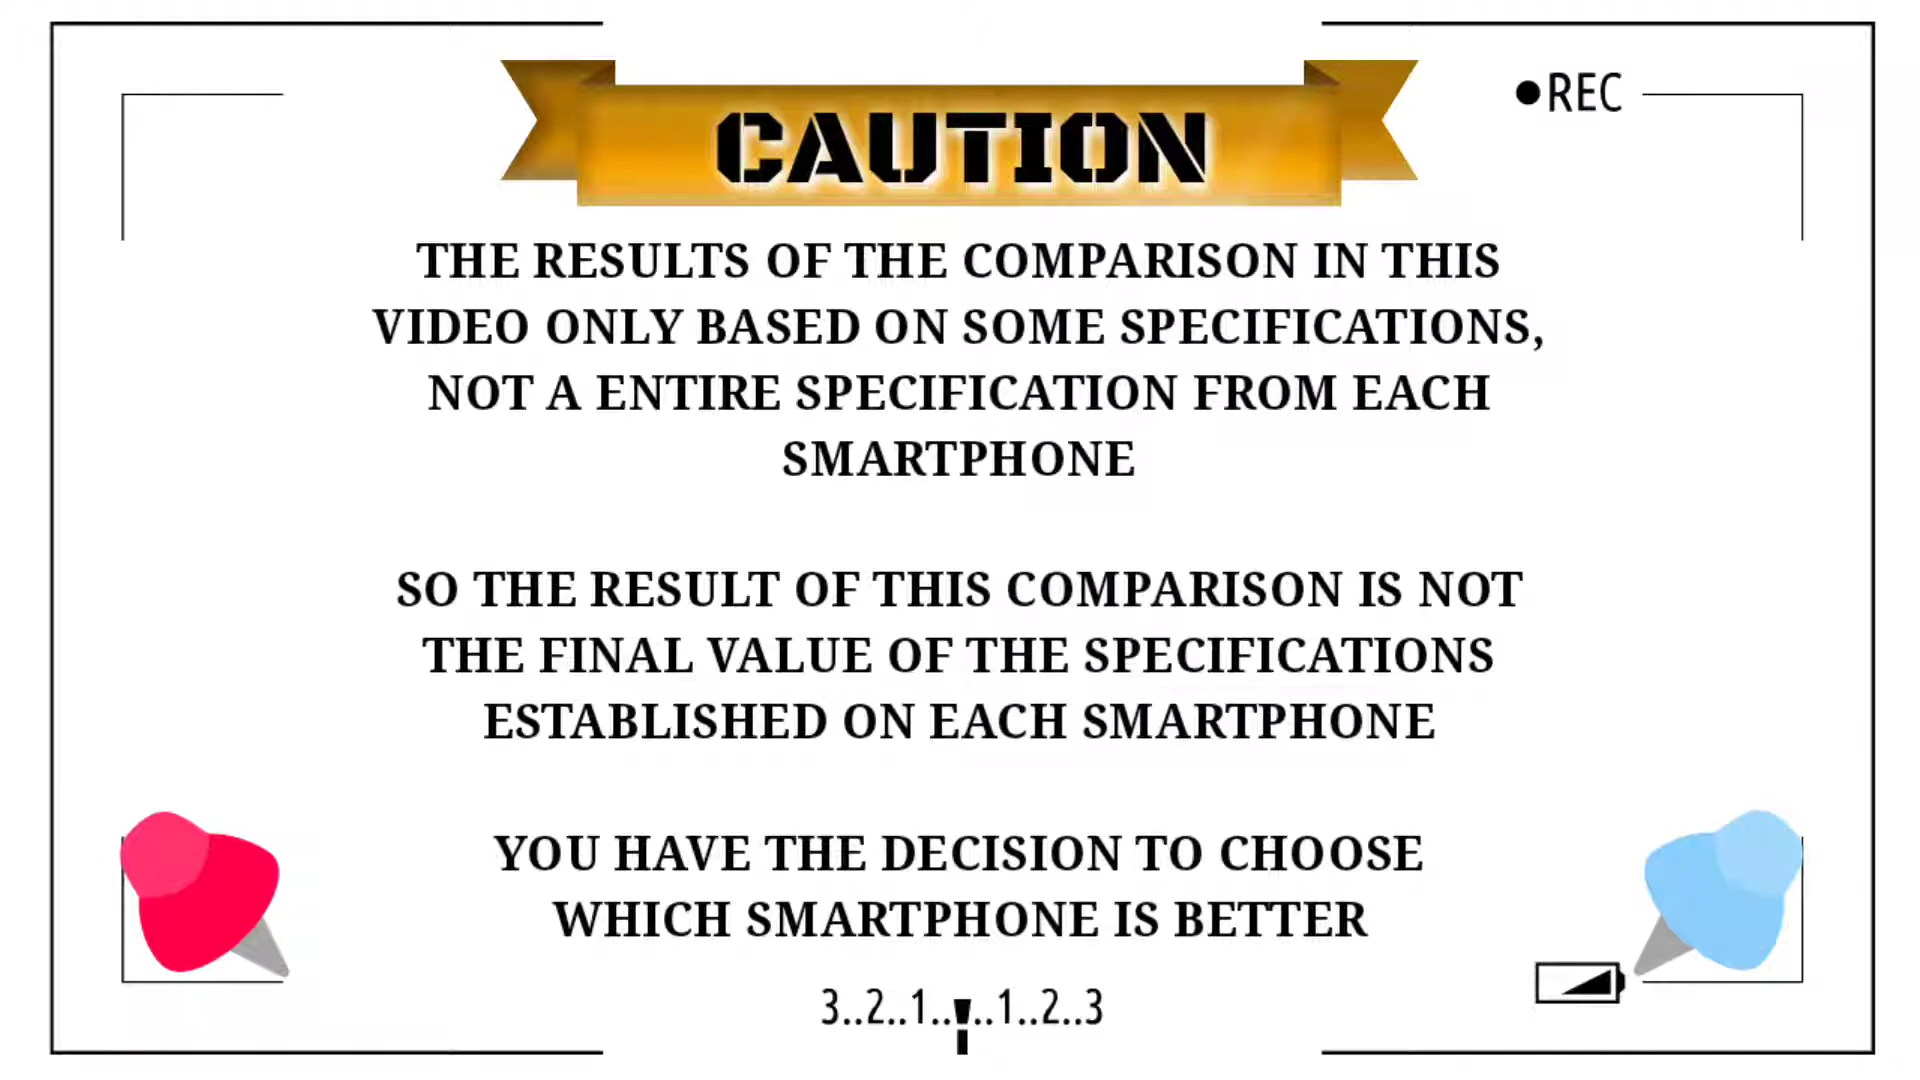 CAUTION
●REC
THE RESULTS OF THE COMPARISON IN THIS
VIDEO ONLY BASED ON SOME SPECIFICATIONS,
NOT A ENTIRE SPECIFICATION FROM EACH
SMARTPHONE
SO THE RESULT OF THIS COMPARISON IS NOT
THE FINAL VALUE OF THE SPECIFICATIONS
ESTABLISHED ON EACH SMARTPHONE
YOU HAVE THE DECISION TO CHOOSE
WHICH SMARTPHONE IS BETTER
3..2..1....1..2..3